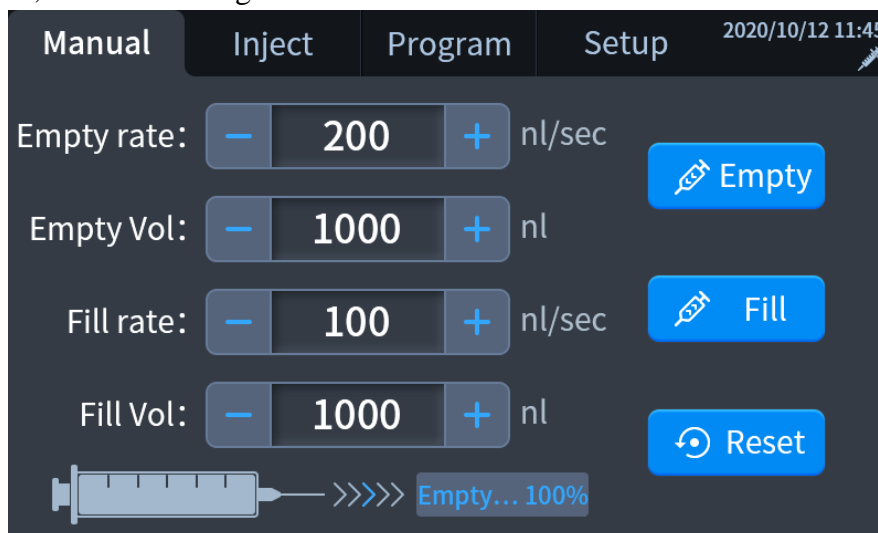 Manual Inject Program Setup 2020/10/12 11:45
Empty rate: − 200 + nl/sec
Empty
Empty Vol: − 1000 + nl
Fill rate: − 100 + nl/sec
Fill
Fill Vol: − 1000 + nl
Reset
>>>>> Empty... 100%